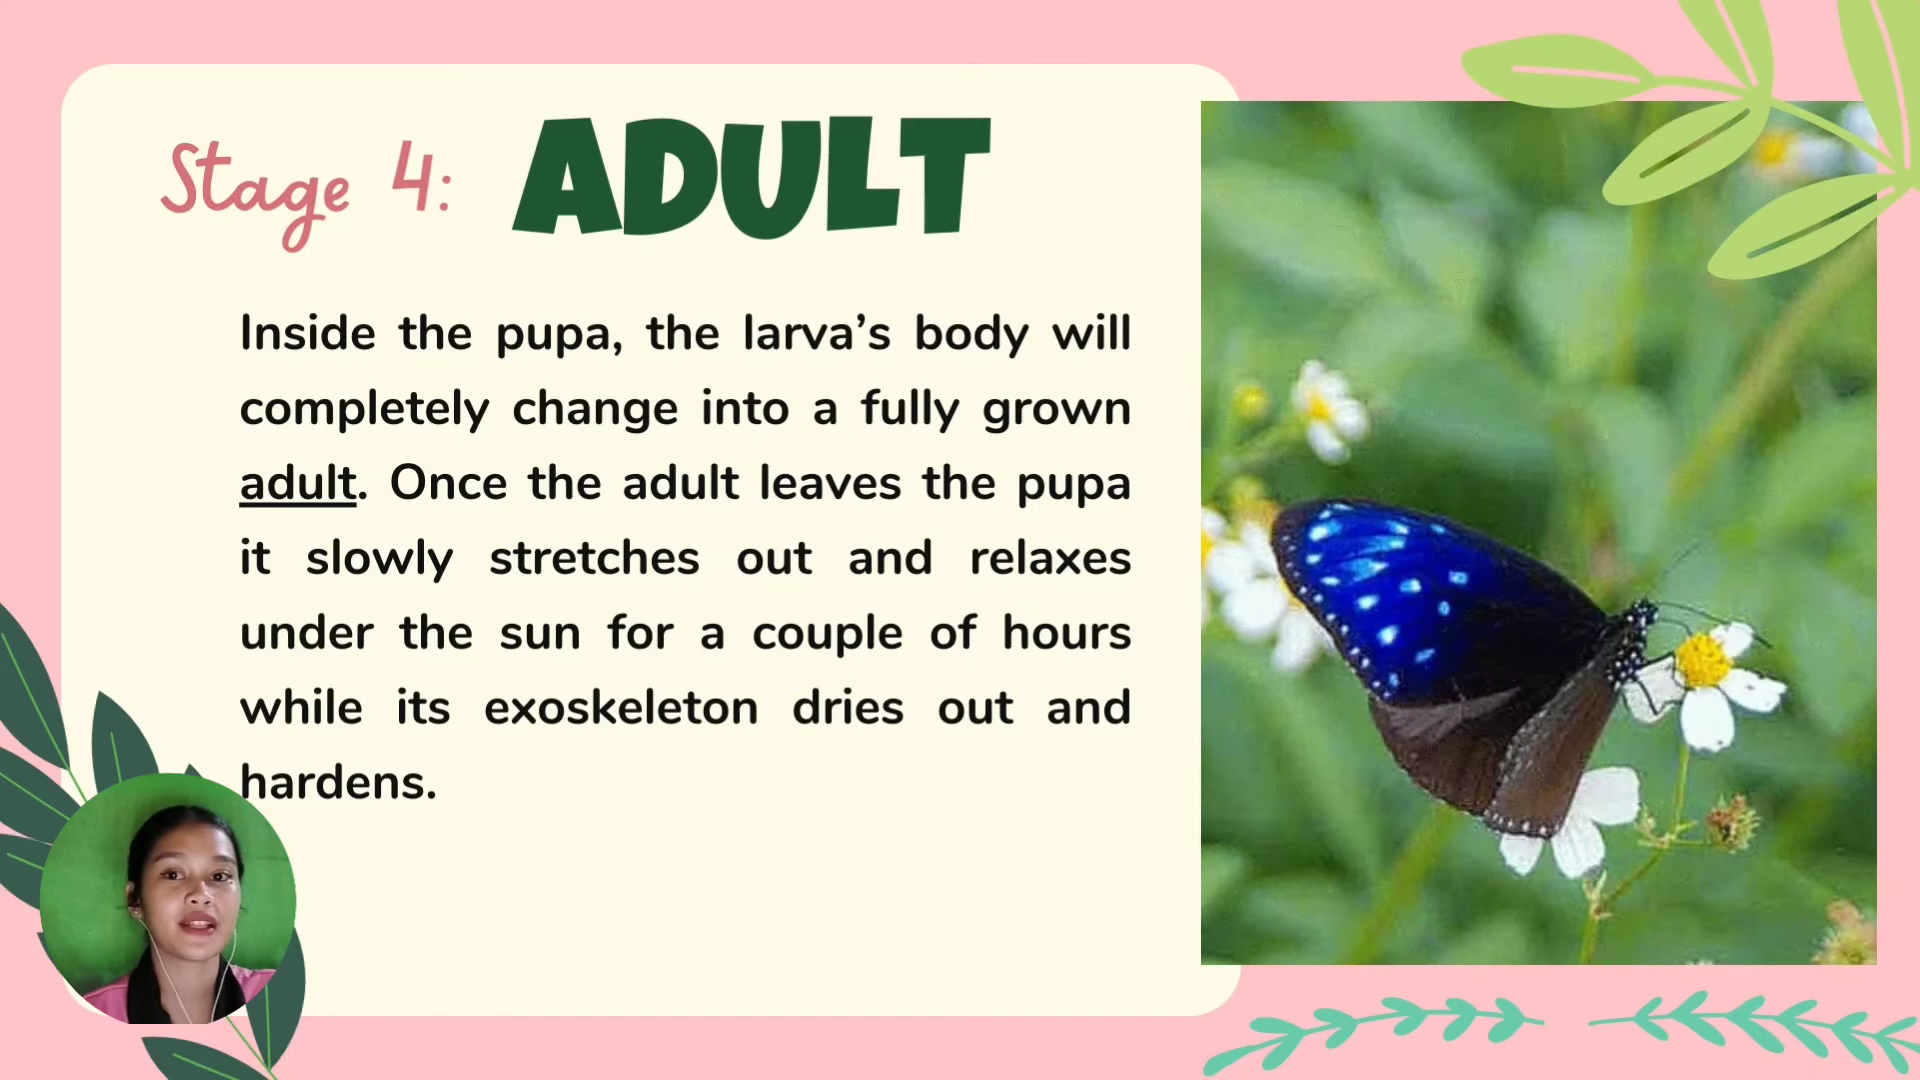 Stage 4: ADULT
Inside the pupa, the larva’s body will
completely change into a fully grown
adult. Once the adult leaves the pupa
it slowly stretches out and relaxes
under the sun for a couple of hours
while its exoskeleton dries out and
hardens.